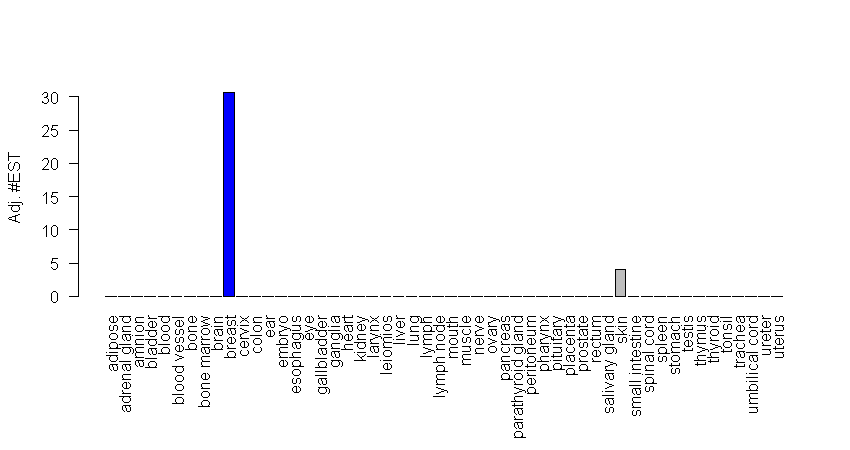 Adj. #EST
30
25
20
15
10
5
0
adipose
adrenal gland
amnion
bladder
blood
blood vessel
bone
bone marrow
brain
breast
cervix
colon
ear
embryo
esophagus
eye
gallbladder
ganglia
heart
kidney
larynx
leiomios
liver
lung
lymph
lymph node
mouth
muscle
nerve
ovary
pancreas
parathyroid gland
peritoneum
pharynx
pituitary
placenta
prostate
rectum
salivary gland
skin
small intestine
spinal cord
spleen
stomach
testis
thymus
thyroid
tonsil
trachea
umbilical cord
ureter
uterus